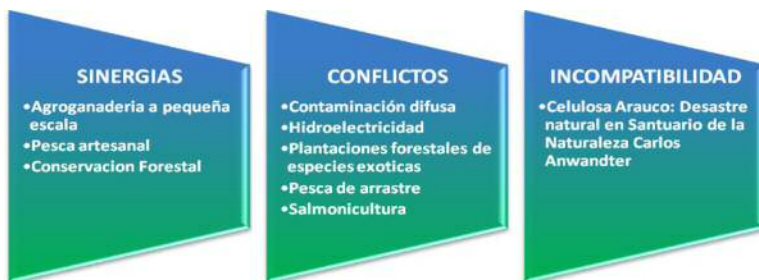 SINERGIAS
•Agroganaderia a pequeña
escala
•Pesca artesanal
•Conservacion Forestal
CONFLICTOS
•Contaminación difusa
•Hidroelectricidad
•Plantaciones forestales de
especies exoticas
•Pesca de arrastre
•Salmonicultura
INCOMPATIBILIDAD
•Celulosa Arauco: Desastre
natural en Santuario de la
Naturaleza Carlos
Anwandter